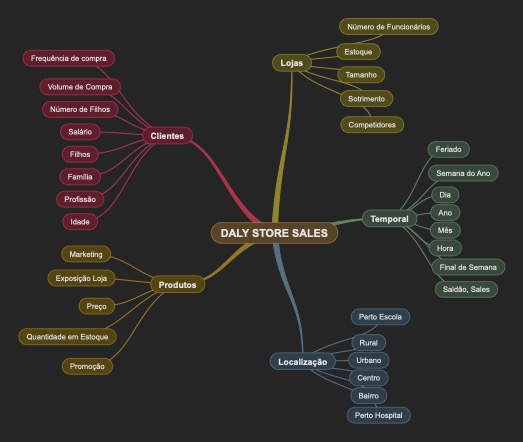 DALY STORE SALES
Lojas
Número de Funcionários
Estoque
Tamanho
Sotrimento
Competidores
Temporal
Feriado
Semana do Ano
Dia
Ano
Mês
Hora
Final de Semana
Saldão, Sales
Localização
Perto Escola
Rural
Urbano
Centro
Bairro
Perto Hospital
Produtos
Marketing
Exposição Loja
Preço
Quantidade em Estoque
Promoção
Clientes
Frequência de compra
Volume de Compra
Número de Filhos
Salário
Filhos
Família
Profissão
Idade